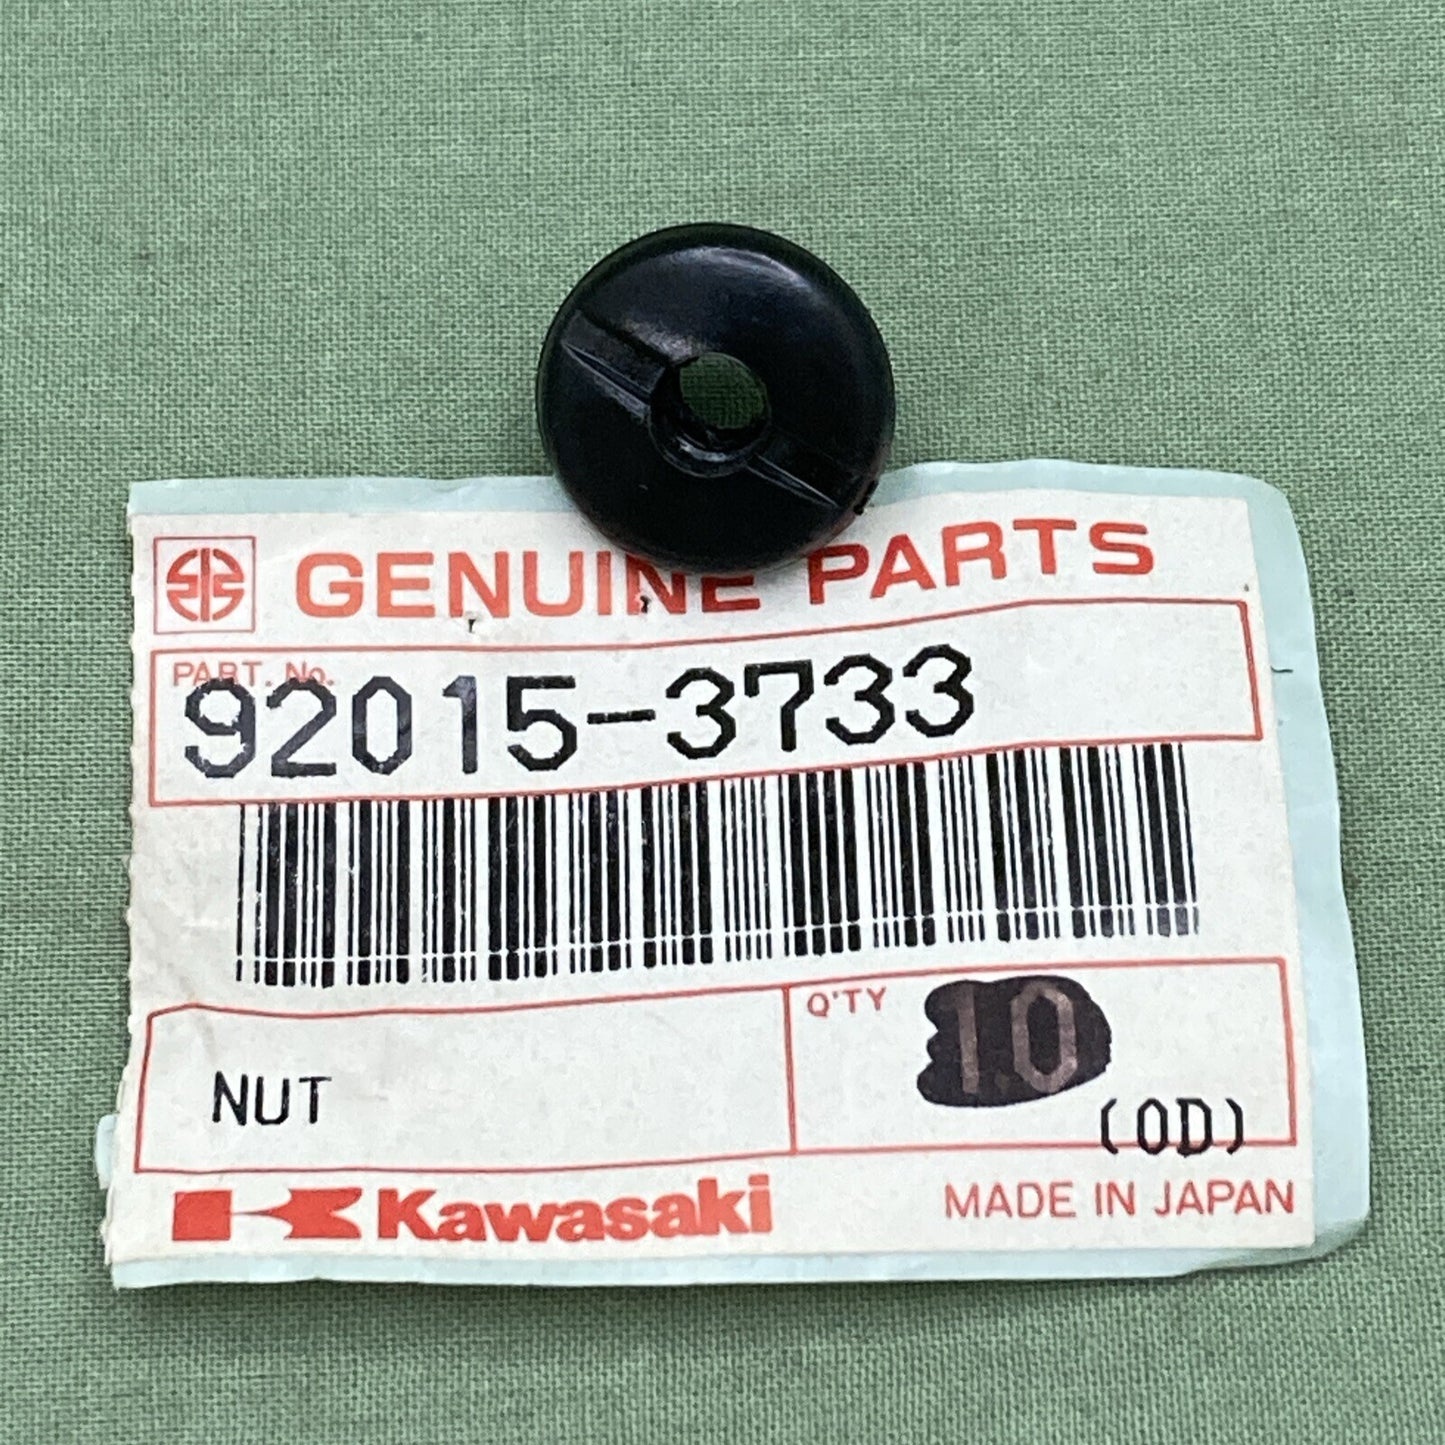 GENUINE PARTS
PART. No.
92015-3733
Q'TY 10
NUT
(OD)
Kawasaki
MADE IN JAPAN